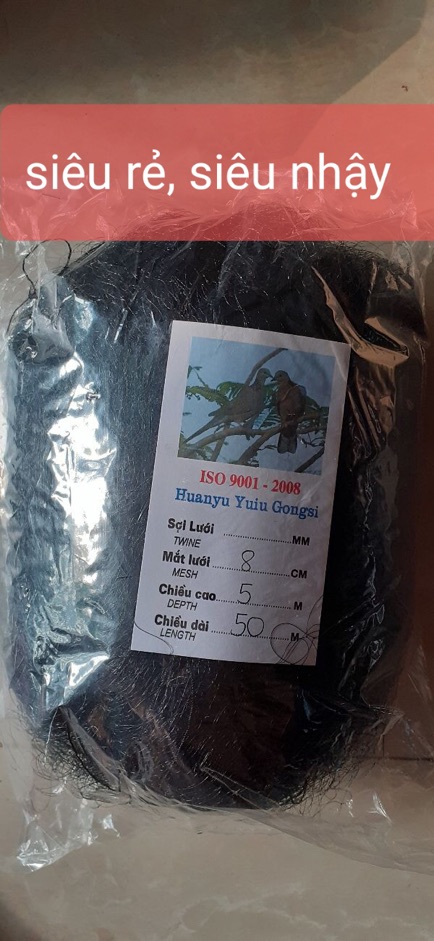 siêu rẻ, siêu nhậy
ISO 9001 - 2008
Huanyu Yuiu Gongsi
Sợi Lưới ........................ MM
TWINE
Mắt lưới ........8............ CM
MESH
Chiều cao.....5............. M
DEPTH
Chiều dài ....50............ M
LENGTH